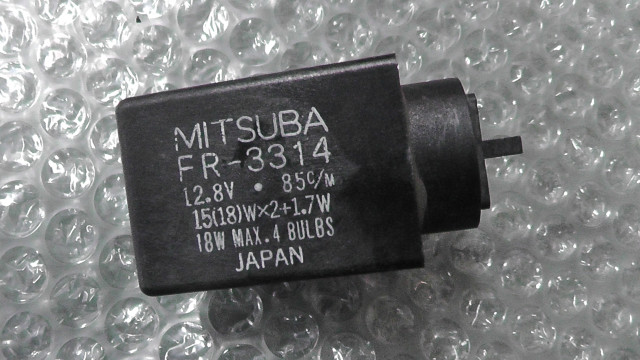 MITSUBA
FR-3314
12.8V • 85c/M
15(18)W×2+1.7W
18W MAX. 4 BULBS
JAPAN